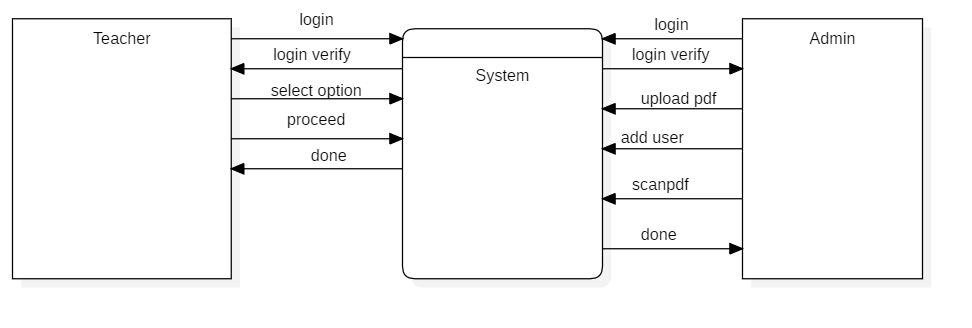 login
login
Teacher
Admin
login verify
login verify
System
select option
upload pdf
proceed
add user
done
scanpdf
done